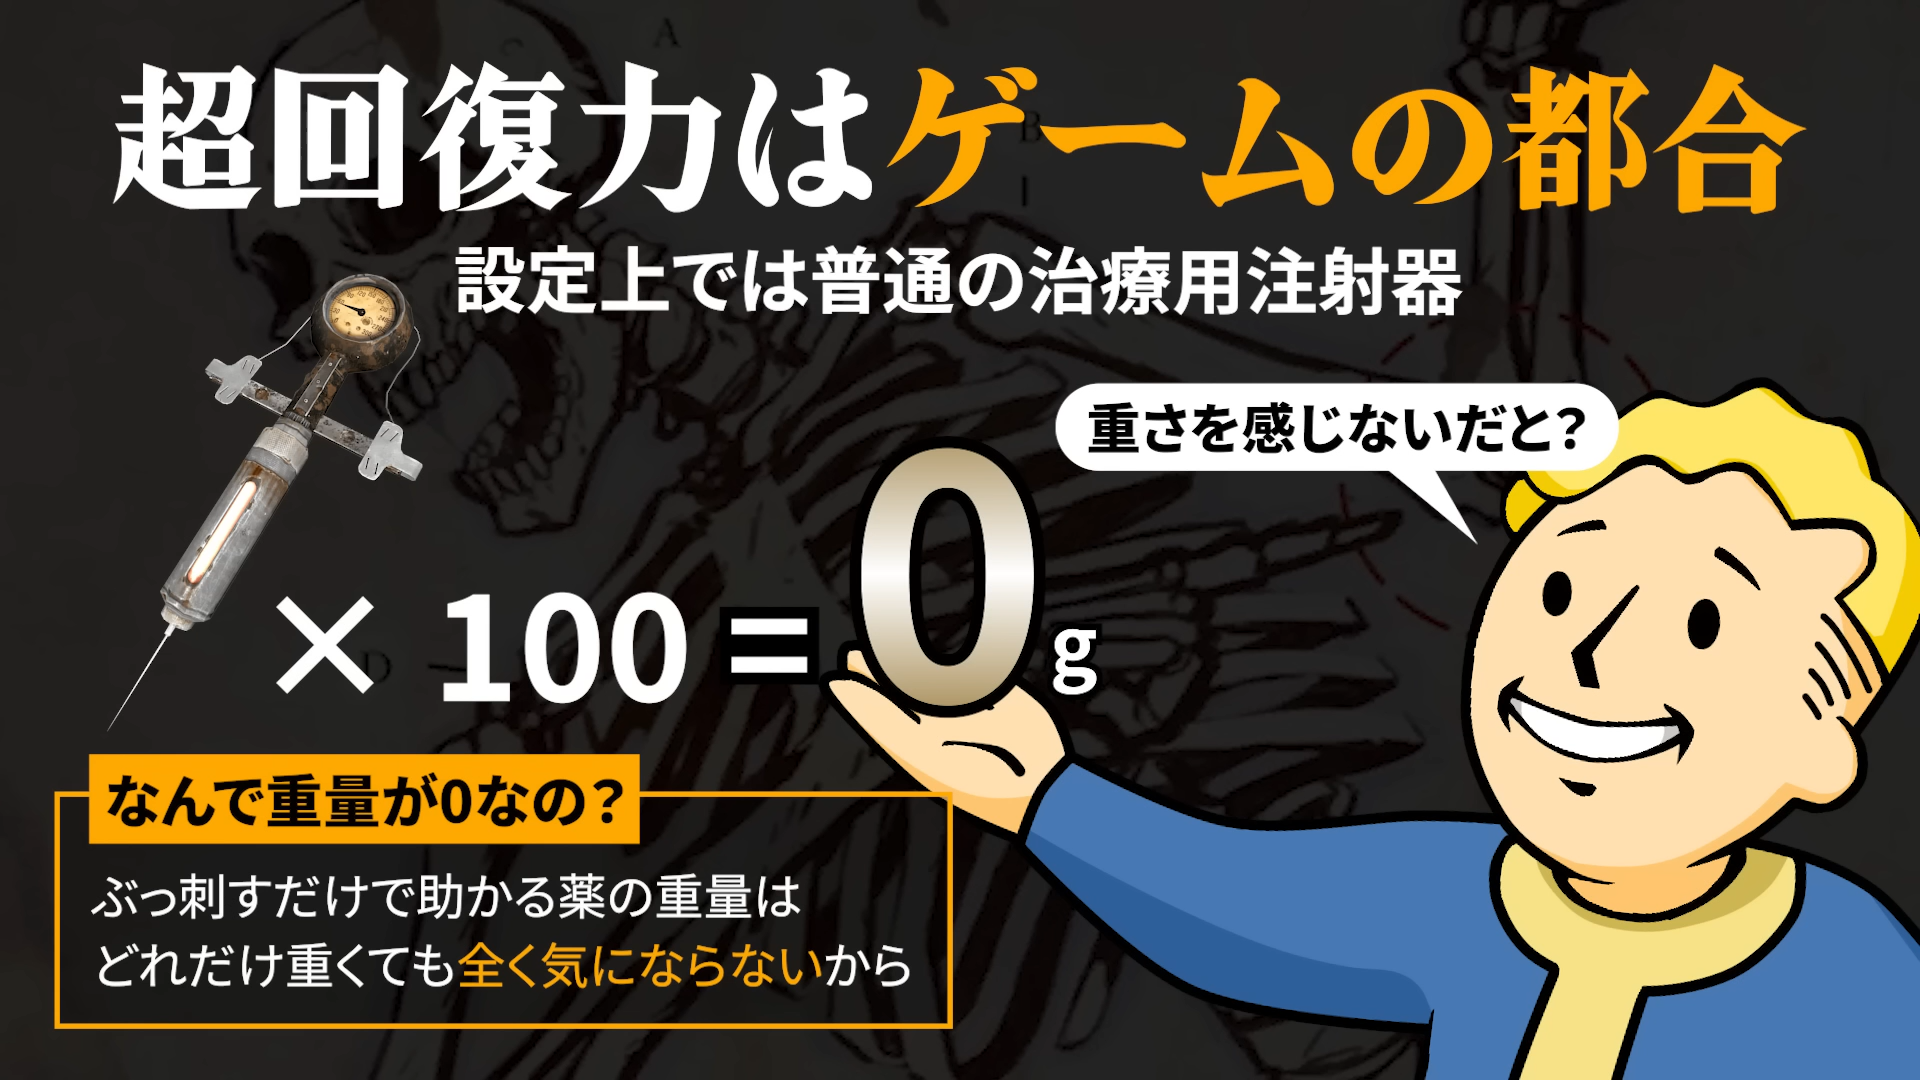 超回復力はゲームの都合
設定上では普通の治療用注射器
重さを感じないだと?
× 100 = 0 g
なんで重量が0なの?
ぶっ刺すだけで助かる薬の重量は
どれだけ重くても全く気にならないから
A
B
D